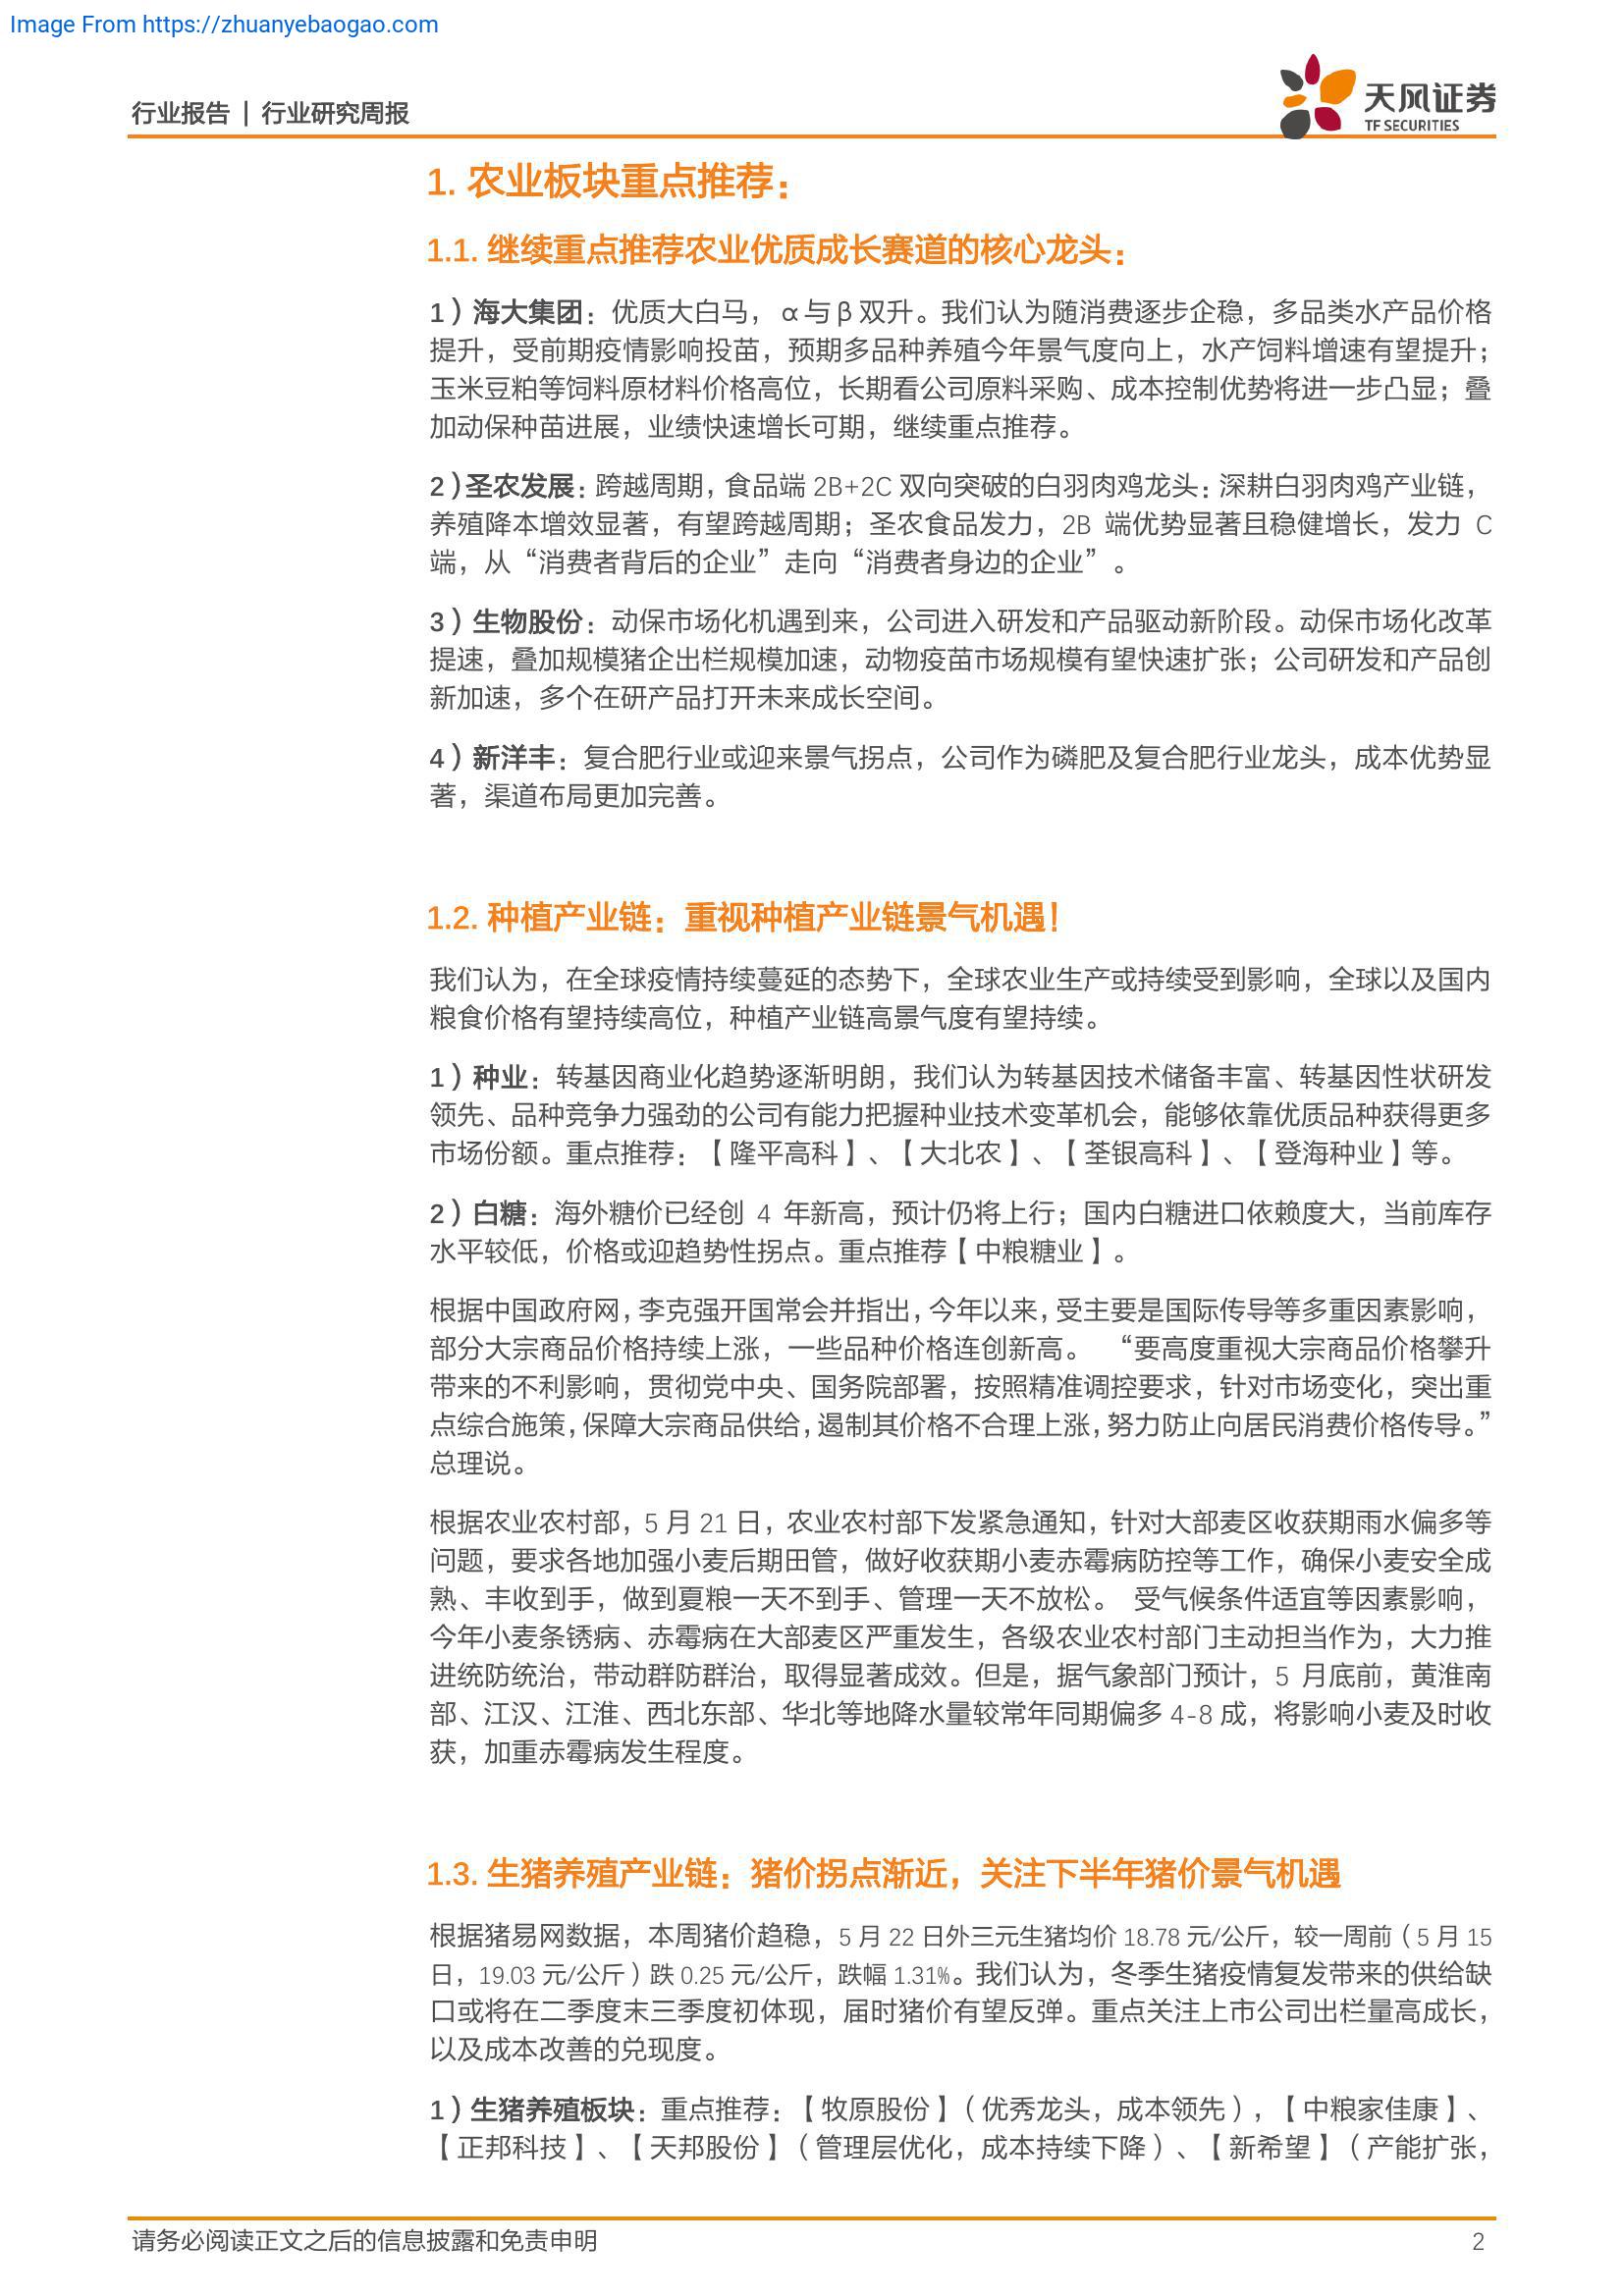 Image From https://zhuanyebaogao.com
行业报告 | 行业研究周报
天风证券
TF SECURITIES
1. 农业板块重点推荐：
1.1. 继续重点推荐农业优质成长赛道的核心龙头：
1）海大集团：优质大白马，α与β双升。我们认为随消费逐步企稳，多品类水产品价格
提升，受前期疫情影响投苗，预期多品种养殖今年景气度向上，水产饲料增速有望提升；
玉米豆粕等饲料原材料价格高位，长期看公司原料采购、成本控制优势将进一步凸显；叠
加动保种苗进展，业绩快速增长可期，继续重点推荐。
2）圣农发展：跨越周期，食品端 2B+2C 双向突破的白羽肉鸡龙头：深耕白羽肉鸡产业链，
养殖降本增效显著，有望跨越周期；圣农食品发力，2B 端优势显著且稳健增长，发力 C
端，从“消费者背后的企业”走向“消费者身边的企业”。
3）生物股份：动保市场化机遇到来，公司进入研发和产品驱动新阶段。动保市场化改革
提速，叠加规模猪企出栏规模加速，动物疫苗市场规模有望快速扩张；公司研发和产品创
新加速，多个在研产品打开未来成长空间。
4）新洋丰：复合肥行业或迎来景气拐点，公司作为磷肥及复合肥行业龙头，成本优势显
著，渠道布局更加完善。
1.2. 种植产业链：重视种植产业链景气机遇！
我们认为，在全球疫情持续蔓延的态势下，全球农业生产或持续受到影响，全球以及国内
粮食价格有望持续高位，种植产业链高景气度有望持续。
1）种业：转基因商业化趋势逐渐明朗，我们认为转基因技术储备丰富、转基因性状研发
领先、品种竞争力强劲的公司有能力把握种业技术变革机会，能够依靠优质品种获得更多
市场份额。重点推荐：【隆平高科】、【大北农】、【荃银高科】、【登海种业】等。
2）白糖：海外糖价已经创 4 年新高，预计仍将上行；国内白糖进口依赖度大，当前库存
水平较低，价格或迎趋势性拐点。重点推荐【中粮糖业】。
根据中国政府网，李克强开国常会并指出，今年以来，受主要是国际传导等多重因素影响，
部分大宗商品价格持续上涨，一些品种价格连创新高。 “要高度重视大宗商品价格攀升
带来的不利影响，贯彻党中央、国务院部署，按照精准调控要求，针对市场变化，突出重
点综合施策，保障大宗商品供给，遏制其价格不合理上涨，努力防止向居民消费价格传导。”
总理说。
根据农业农村部，5 月 21 日，农业农村部下发紧急通知，针对大部麦区收获期雨水偏多等
问题，要求各地加强小麦后期田管，做好收获期小麦赤霉病防控等工作，确保小麦安全成
熟、丰收到手，做到夏粮一天不到手、管理一天不放松。 受气候条件适宜等因素影响，
今年小麦条锈病、赤霉病在大部麦区严重发生，各级农业农村部门主动担当作为，大力推
进统防统治，带动群防群治，取得显著成效。但是，据气象部门预计，5 月底前，黄淮南
部、江汉、江淮、西北东部、华北等地降水量较常年同期偏多 4-8 成，将影响小麦及时收
获，加重赤霉病发生程度。
1.3. 生猪养殖产业链：猪价拐点渐近，关注下半年猪价景气机遇
根据猪易网数据，本周猪价趋稳，5 月 22 日外三元生猪均价 18.78 元/公斤，较一周前（5 月 15
日，19.03 元/公斤）跌 0.25 元/公斤，跌幅 1.31%。我们认为，冬季生猪疫情复发带来的供给缺
口或将在二季度末三季度初体现，届时猪价有望反弹。重点关注上市公司出栏量高成长，
以及成本改善的兑现度。
1）生猪养殖板块：重点推荐：【牧原股份】（优秀龙头，成本领先），【中粮家佳康】、
【正邦科技】、【天邦股份】（管理层优化，成本持续下降）、【新希望】（产能扩张，
请务必阅读正文之后的信息披露和免责申明
2